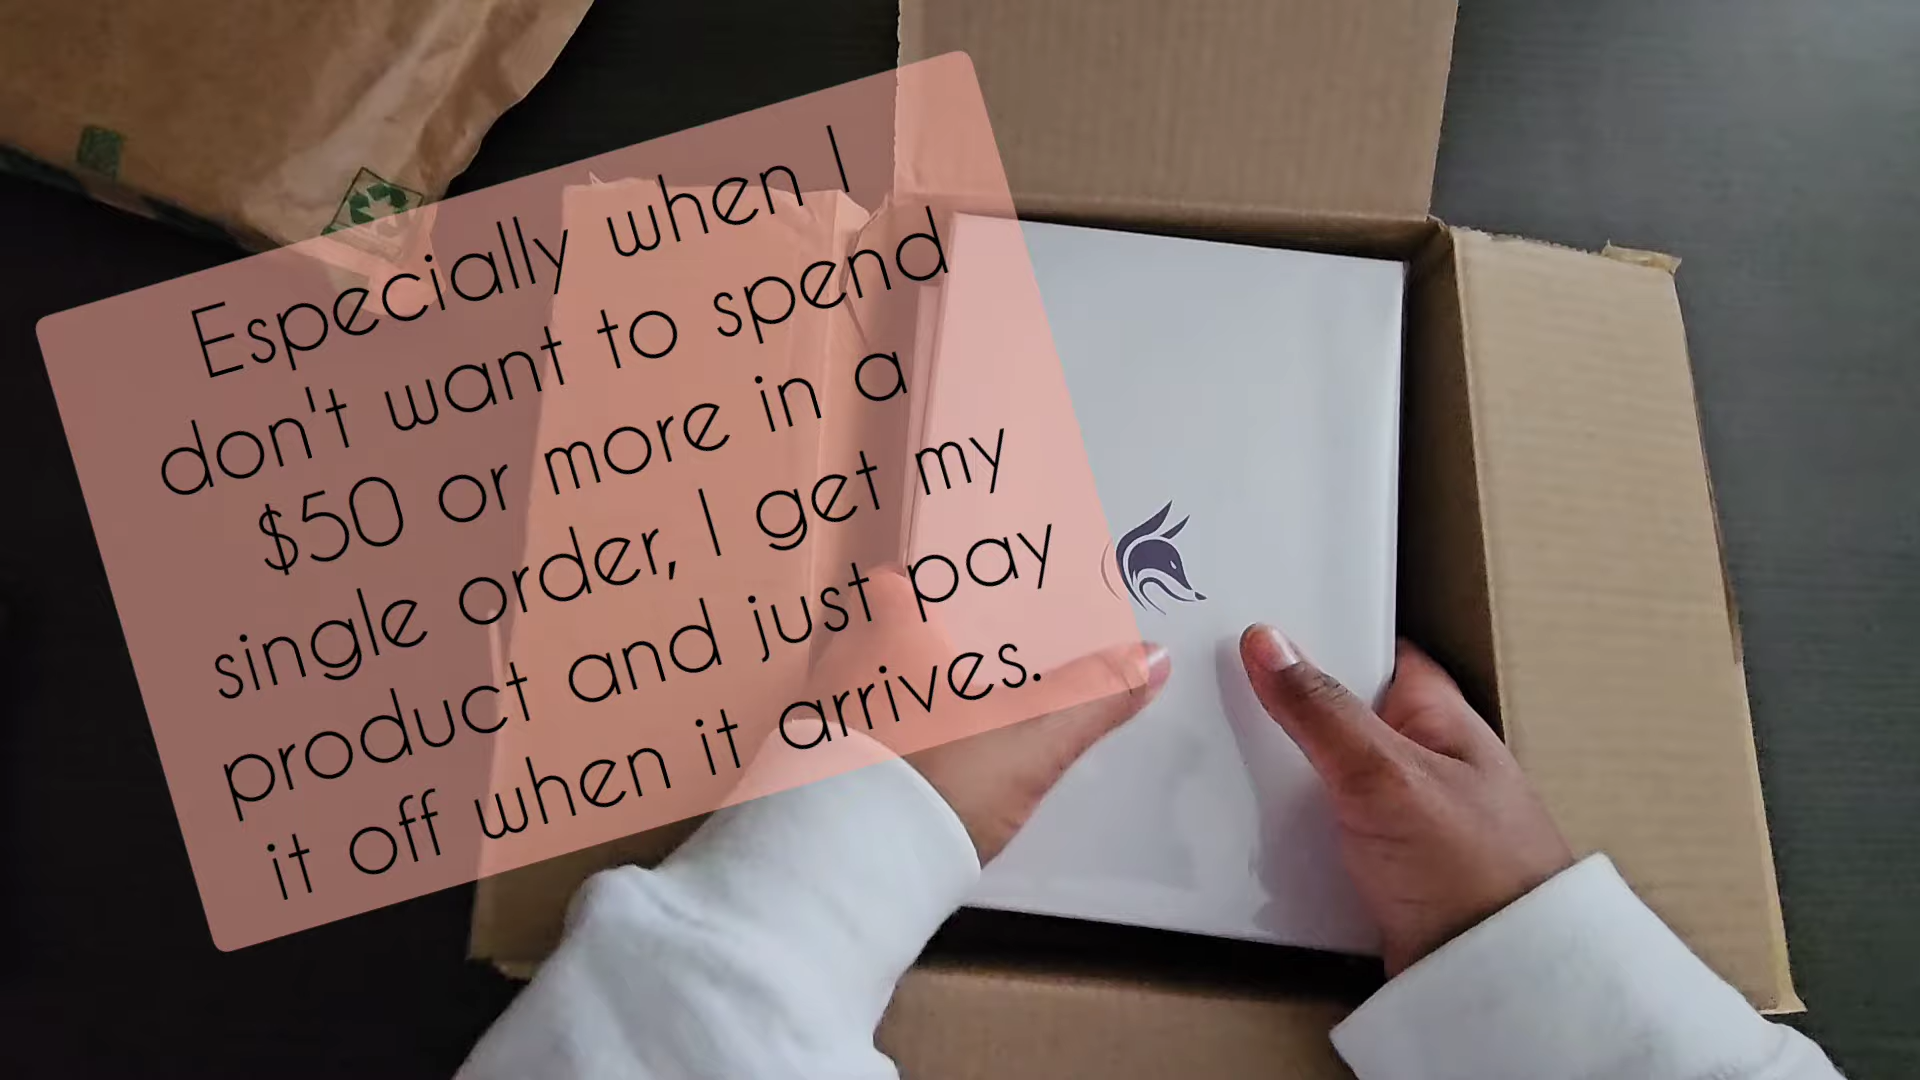 Especially when I
don't want to spend
$50 or more in a
single order, I get my
product and just pay
it off when it arrives.